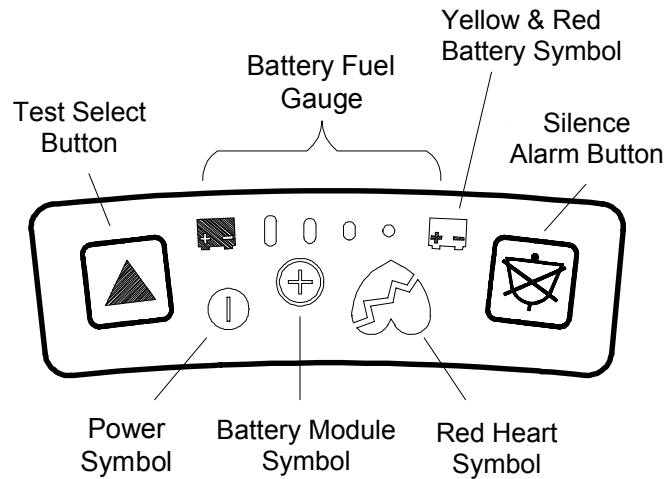 Yellow & Red
Battery Symbol
Battery Fuel
Gauge
Test Select
Button
Silence
Alarm Button
Power
Symbol
Battery Module
Symbol
Red Heart
Symbol